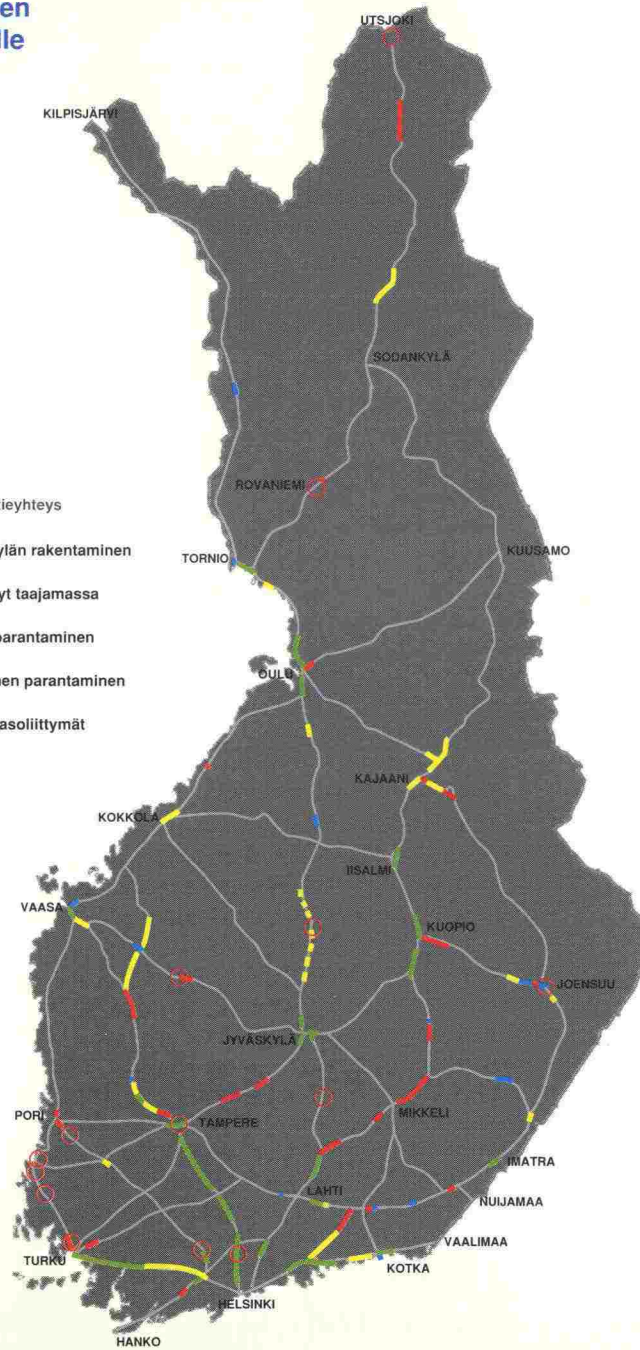 en
lle
UTSJOKI
KILPISJÄRVI
SODANKYLÄ
ROVANIEMI
tieyhteys
ylän rakentaminen
TORNIO
KUUSAMO
yt taajamassa
parantaminen
OULU
nen parantaminen
asoliittymät
KAJAANI
KOKKOLA
IISALMI
VAASA
KUOPIO
JOENSUU
JYVÄSKYLÄ
PORI
TAMPERE
MIKKELI
IMATRA
LAHTI
NUIJAMAA
VAALIMAA
TURKU
KOTKA
HELSINKI
HANKO